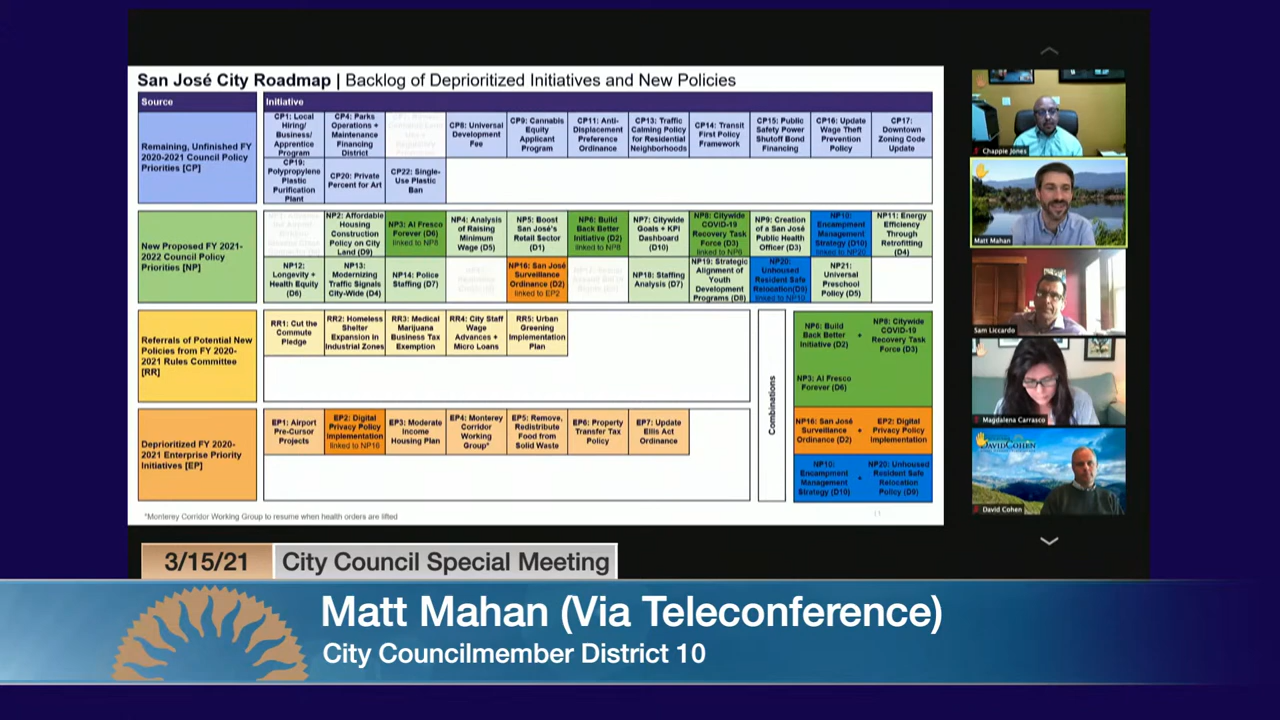 San José City Roadmap | Backlog of Deprioritized Initiatives and New Policies
Source
Initiative
Remaining, Unfinished FY
2020-2021 Council Policy
Priorities [CP]
CP1: Local
Hiring/
Business/
Apprentice
Program
CP4: Parks
Operations +
Maintenance
Financing
District
CP8: Universal
Development
Fee
CP9: Cannabis
Equity
Applicant
Program
CP11: Anti-
Displacement
Preference
Ordinance
CP13: Traffic
Calming Policy
for Residential
Neighborhoods
CP14: Transit
First Policy
Framework
CP15: Public
Safety Power
Shutoff Bond
Financing
CP16: Update
Wage Theft
Prevention
Policy
CP17:
Downtown
Zoning Code
Update
CP19:
Polypropylene
Plastic
Purification
Plant
CP20: Private
Percent for Art
CP22: Single-
Use Plastic
Ban
New Proposed FY 2021-
2022 Council Policy
Priorities [NP]
NP2: Affordable
Housing
Construction
Policy on City
Land (D9)
NP3: Al Fresco
Forever (D6)
linked to NP8
NP4: Analysis
of Raising
Minimum
Wage (D5)
NP5: Boost
San José's
Retail Sector
(D1)
NP6: Build
Back Better
Initiative (D2)
linked to NP8
NP7: Citywide
Goals + KPI
Dashboard
(D10)
NP8: Citywide
COVID-19
Recovery Task
Force (D3)
linked to NP6
NP9: Creation
of a San José
Public Health
Officer (D3)
NP10:
Encampment
Management
Strategy (D10)
linked to NP20
NP11: Energy
Efficiency
Through
Retrofitting
(D4)
NP12:
Longevity +
Health Equity
(D6)
NP13:
Modernizing
Traffic Signals
City-Wide (D4)
NP14: Police
Staffing (D7)
NP16: San José
Surveillance
Ordinance (D2)
linked to EP2
NP18: Staffing
Analysis (D7)
NP19: Strategic
Alignment of
Youth
Development
Programs (D8)
NP20:
Unhoused
Resident Safe
Relocation(D9)
linked to NP10
NP21:
Universal
Preschool
Policy (D5)
Referrals of Potential New
Policies from FY 2020-
2021 Rules Committee
[RR]
RR1: Cut the
Commute
Pledge
RR2: Homeless
Shelter
Expansion in
Industrial Zones
RR3: Medical
Marijuana
Business Tax
Exemption
RR4: City Staff
Wage
Advances +
Micro Loans
RR5: Urban
Greening
Implementation
Plan
Deprioritized FY 2020-
2021 Enterprise Priority
Initiatives [EP]
EP1: Airport
Pre-Cursor
Projects
EP2: Digital
Privacy Policy
Implementation
linked to NP16
EP3: Moderate
Income
Housing Plan
EP4: Monterey
Corridor
Working
Group*
EP5: Remove,
Redistribute
Food from
Solid Waste
EP6: Property
Transfer Tax
Policy
EP7: Update
Ellis Act
Ordinance
Combinations
NP6: Build
Back Better
Initiative (D2)
+
NP8: Citywide
COVID-19
Recovery Task
Force (D3)
NP3: Al Fresco
Forever (D6)
NP16: San José
Surveillance
Ordinance (D2)
+
EP2: Digital
Privacy Policy
Implementation
NP10:
Encampment
Management
Strategy (D10)
+
NP20:
Unhoused
Resident Safe
Relocation
Policy (D9)
*Monterey Corridor Working Group to resume when health orders are lifted
Chappie Jones
Matt Mahan
Sam Liccardo
Magdalena Carrasco
DAVID COHEN
David Cohen
3/15/21
City Council Special Meeting
Matt Mahan (Via Teleconference)
City Councilmember District 10